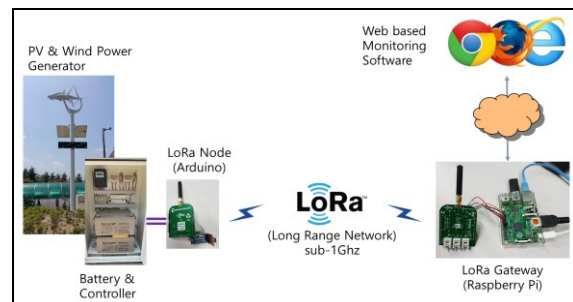 PV & Wind Power
Generator
Web based
Monitoring
Software
LoRa Node
(Arduino)
LoRa
(Long Range Network)
sub-1Ghz
Battery &
Controller
LoRa Gateway
(Raspberry Pi)